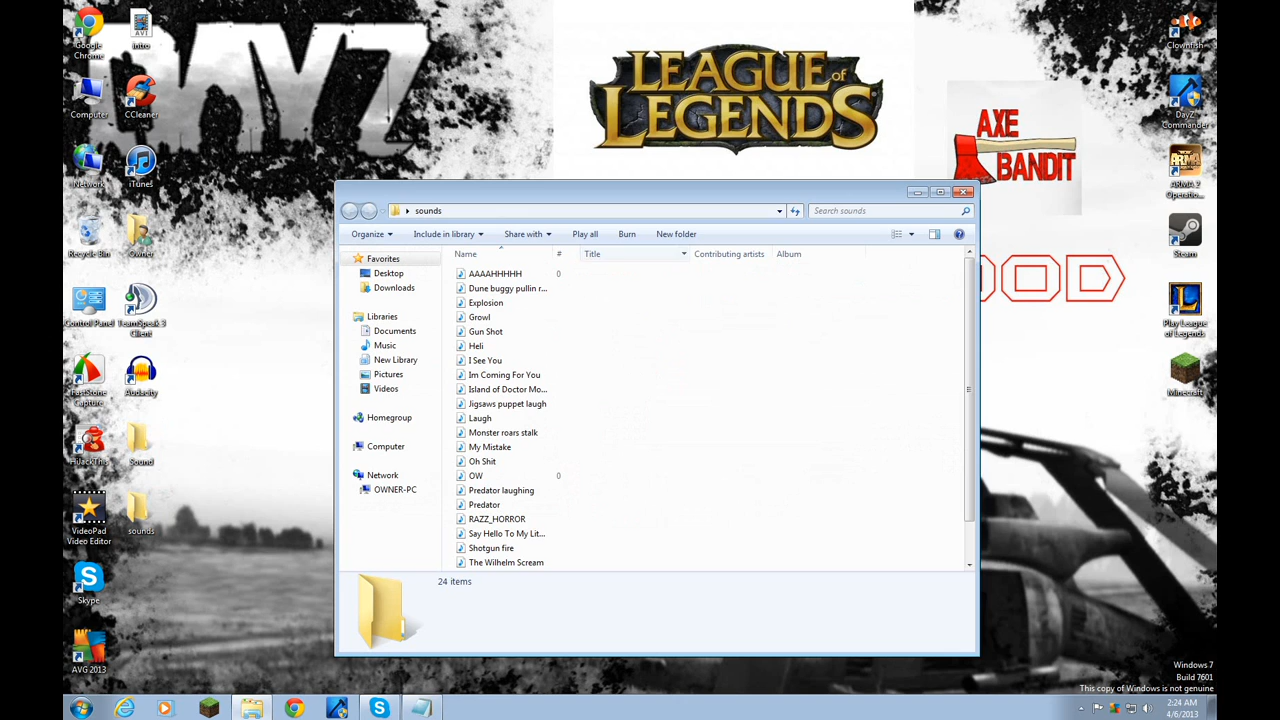 Google
Chrome
Computer
Network
Recycle Bin
Control Panel
FastStone
Capture
HiJackThis
VideoPad
Video Editor
Skype
AVG 2013
intro
CCleaner
iTunes
Owner
TeamSpeak 3
Client
Audacity
Sound
sounds
LEAGUE of
LEGENDS
AXE
BANDIT
Clownfish
DayZ
Commander
ARMA 2
Operatio...
Steam
Play League
of Legends
Minecraft
sounds
Search sounds
Organize
Include in library
Share with
Play all
Burn
New folder
Favorites
Desktop
Downloads
Libraries
Documents
Music
New Library
Pictures
Videos
Homegroup
Computer
Network
OWNER-PC
Name # Title Contributing artists Album
AAAAHHHHH 0
Dune buggy pullin r...
Explosion
Growl
Gun Shot
Heli
I See You
Im Coming For You
Island of Doctor Mo...
Jigsaws puppet laugh
Laugh
Monster roars stalk
My Mistake
Oh Shit
OW 0
Predator laughing
Predator
RAZZ_HORROR
Say Hello To My Lit...
Shotgun fire
The Wilhelm Scream
24 items
Windows 7
Build 7601
This copy of Windows is not genuine
2:24 AM
4/6/2013